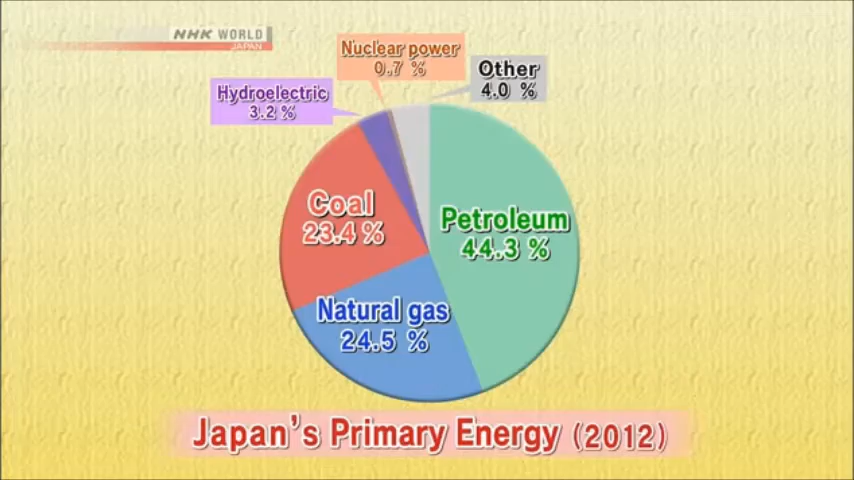 NHK WORLD
JAPAN
Nuclear power
0.7 %
Other
4.0 %
Hydroelectric
3.2 %
Coal
23.4 %
Petroleum
44.3 %
Natural gas
24.5 %
Japan's Primary Energy (2012)